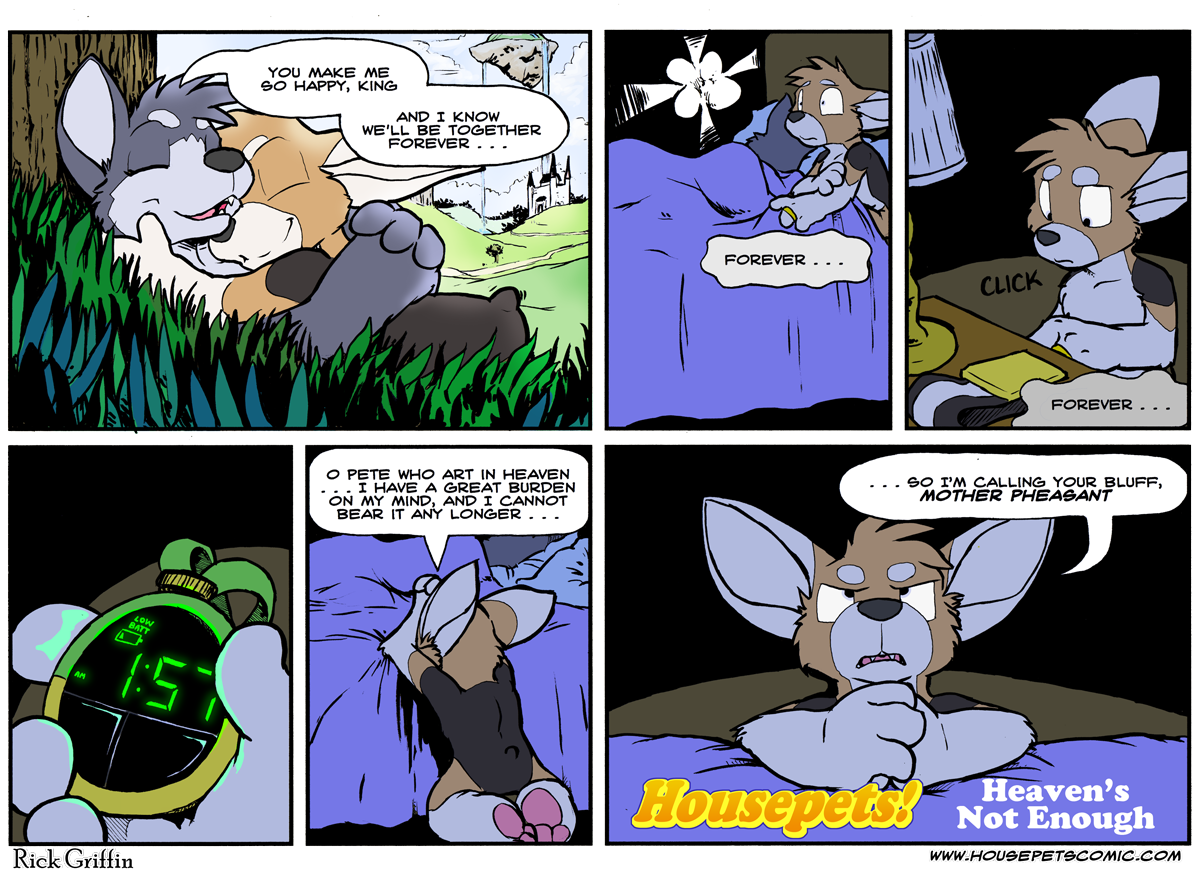 YOU MAKE ME
SO HAPPY, KING
AND I KNOW
WE'LL BE TOGETHER
FOREVER . . .
FOREVER . . .
CLICK
FOREVER . . .
LOW
BATT
AM
1:57
O PETE WHO ART IN HEAVEN
. . . I HAVE A GREAT BURDEN
ON MY MIND, AND I CANNOT
BEAR IT ANY LONGER . . .
. . . SO I'M CALLING YOUR BLUFF,
MOTHER PHEASANT
Housepets!
Heaven's
Not Enough
Rick Griffin
WWW.HOUSEPETSCOMIC.COM